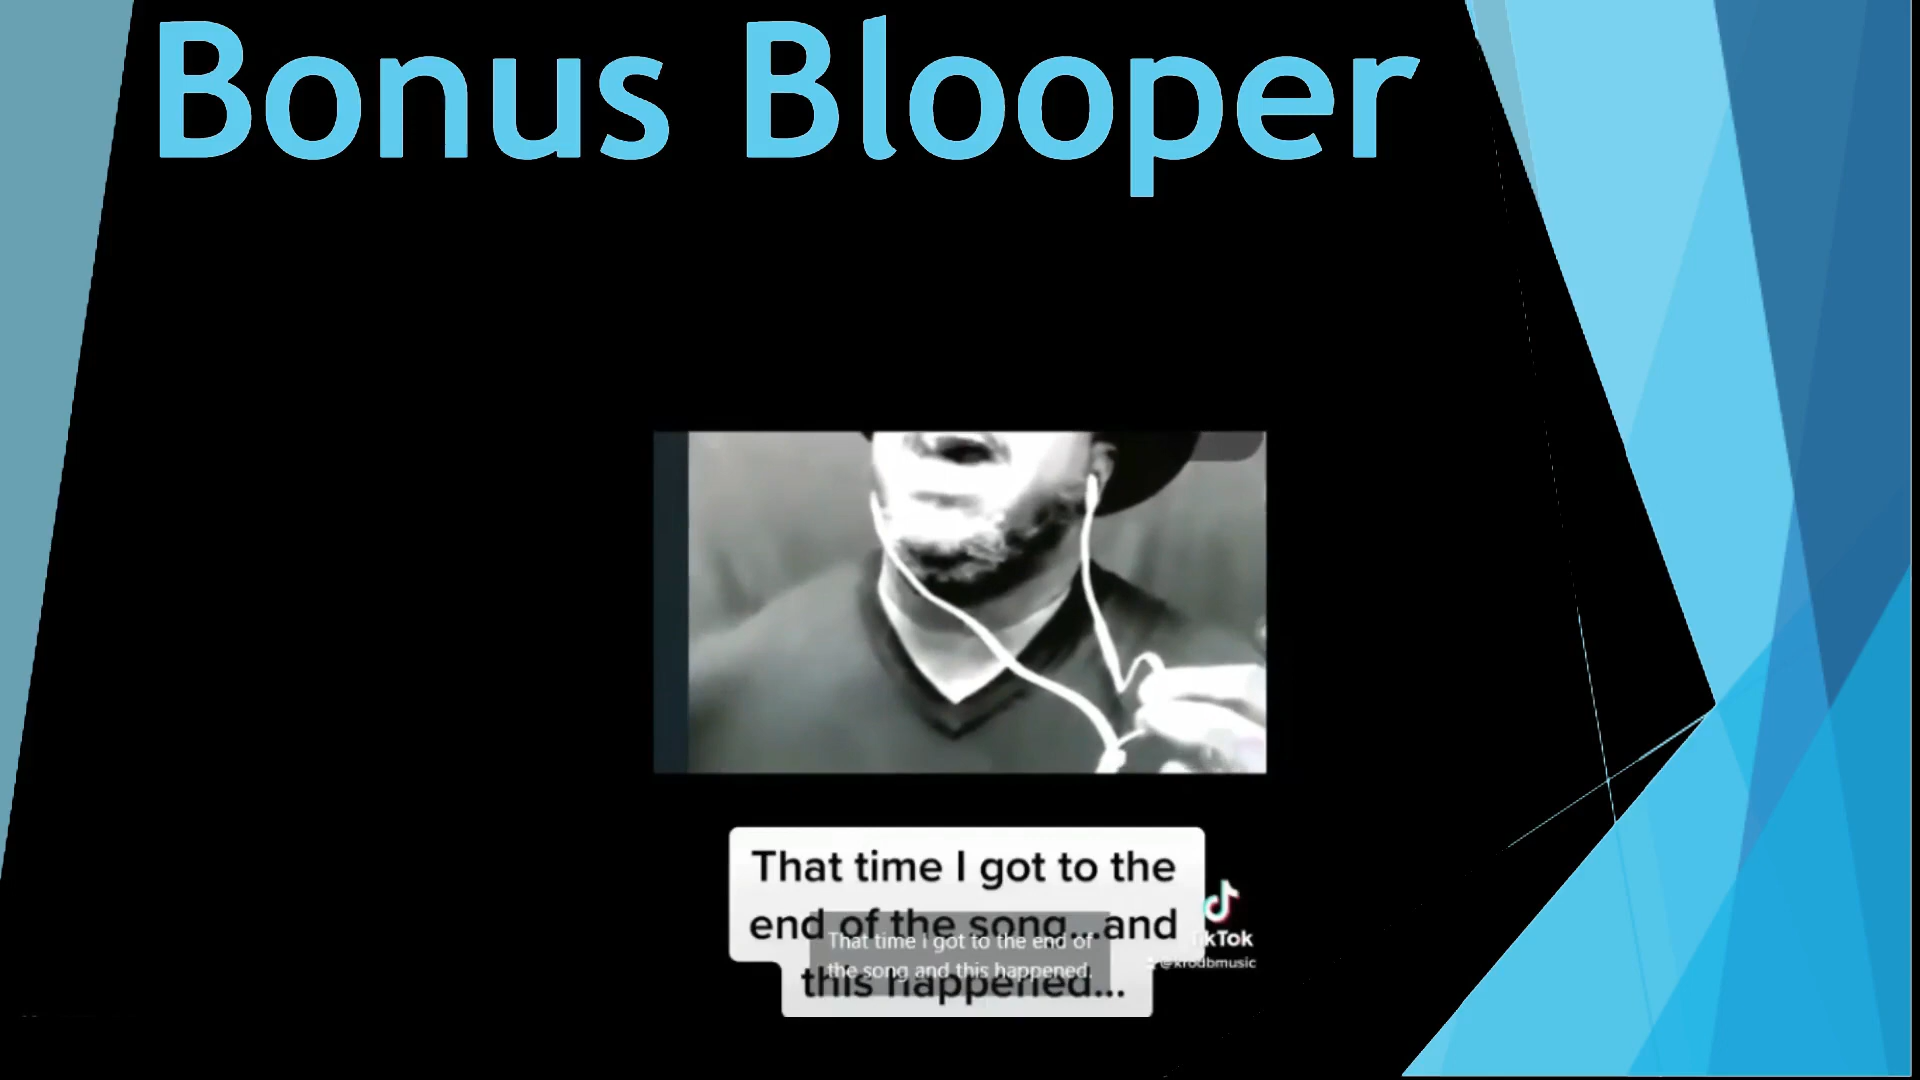 Bonus Blooper
That time I got to the
end of the song...and
this happened...
That time I got to the end of
the song and this happened.
TikTok
@krodbmusic